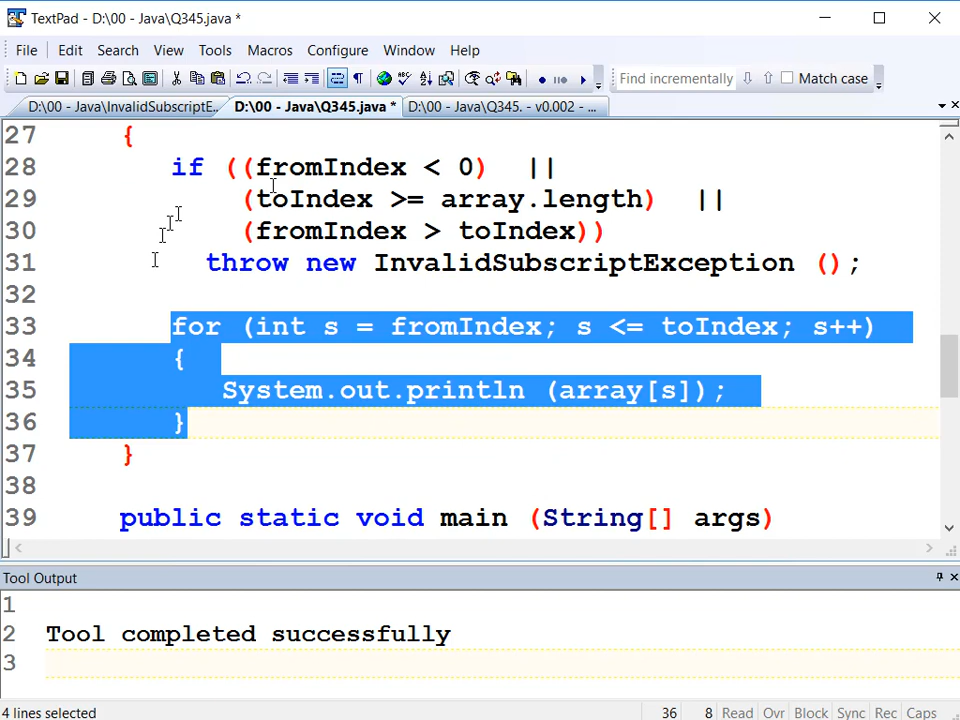 TextPad - D:\00 - Java\Q345.java *
File Edit Search View Tools Macros Configure Window Help
Find incrementally Match case
D:\00 - Java\InvalidSubscriptE... D:\00 - Java\Q345.java * D:\00 - Java\Q345. - v0.002 - ...
27 {
28 if ((fromIndex < 0) ||
29 (toIndex >= array.length) ||
30 (fromIndex > toIndex))
31 throw new InvalidSubscriptException ();
32
33 for (int s = fromIndex; s <= toIndex; s++)
34 {
35 System.out.println (array[s]);
36 }
37 }
38
39 public static void main (String[] args)
Tool Output
1
2 Tool completed successfully
3
4 lines selected 36 8 Read Ovr Block Sync Rec Caps